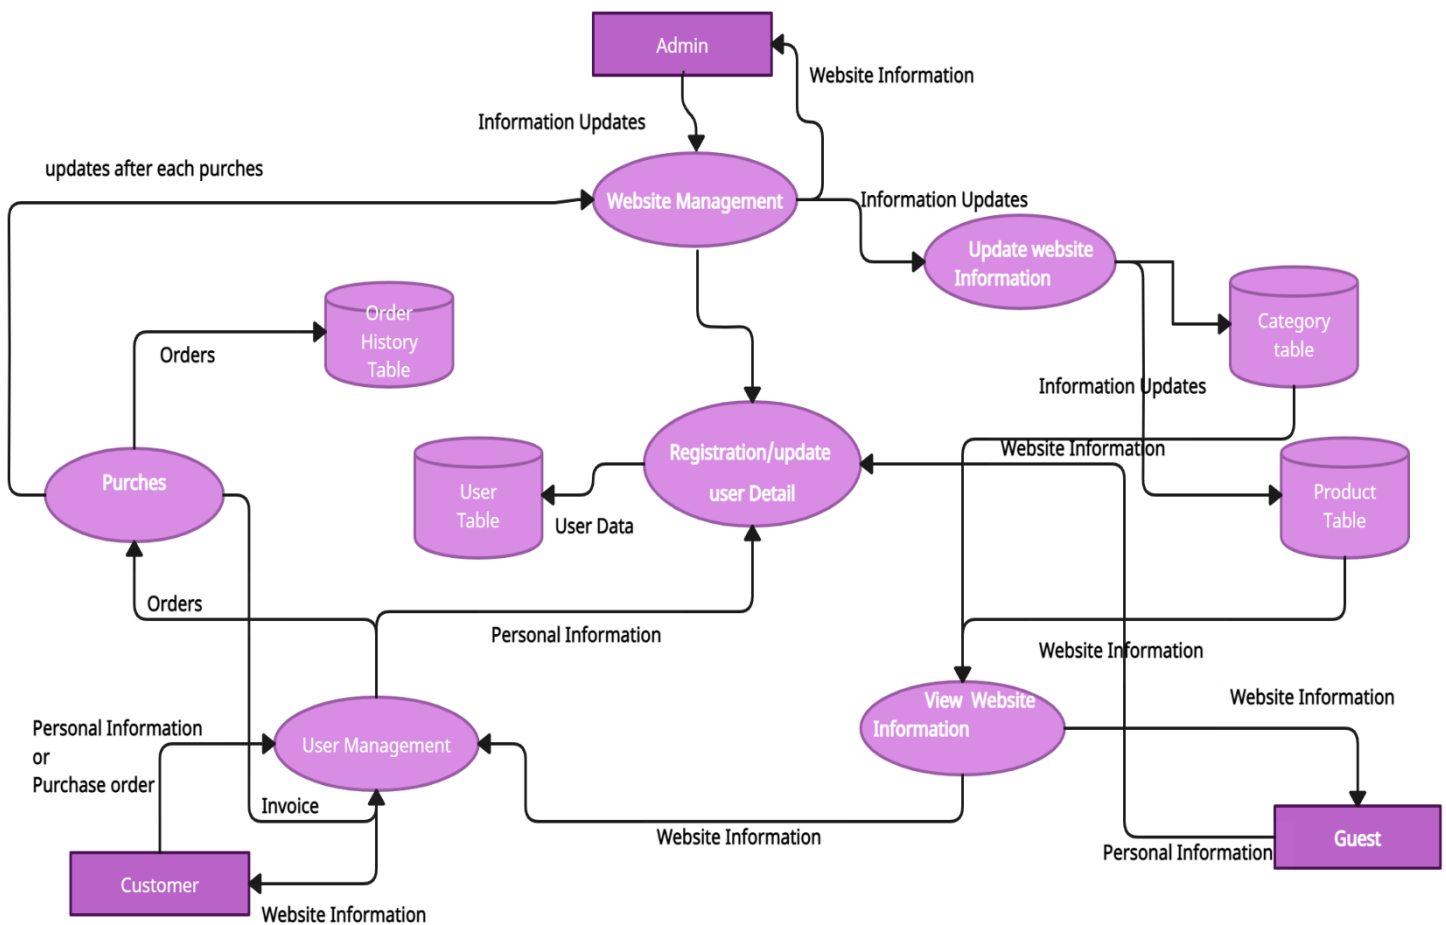 Admin
Website Information
Information Updates
updates after each purches
Website Management
Information Updates
Update website
Information
Order
History
Table
Category
table
Orders
Information Updates
Registration/update
user Detail
Website Information
Purches
User
Table
Product
Table
User Data
Orders
Personal Information
Website Information
View Website
Information
Website Information
Personal Information
or
Purchase order
User Management
Invoice
Website Information
Guest
Personal Information
Customer
Website Information